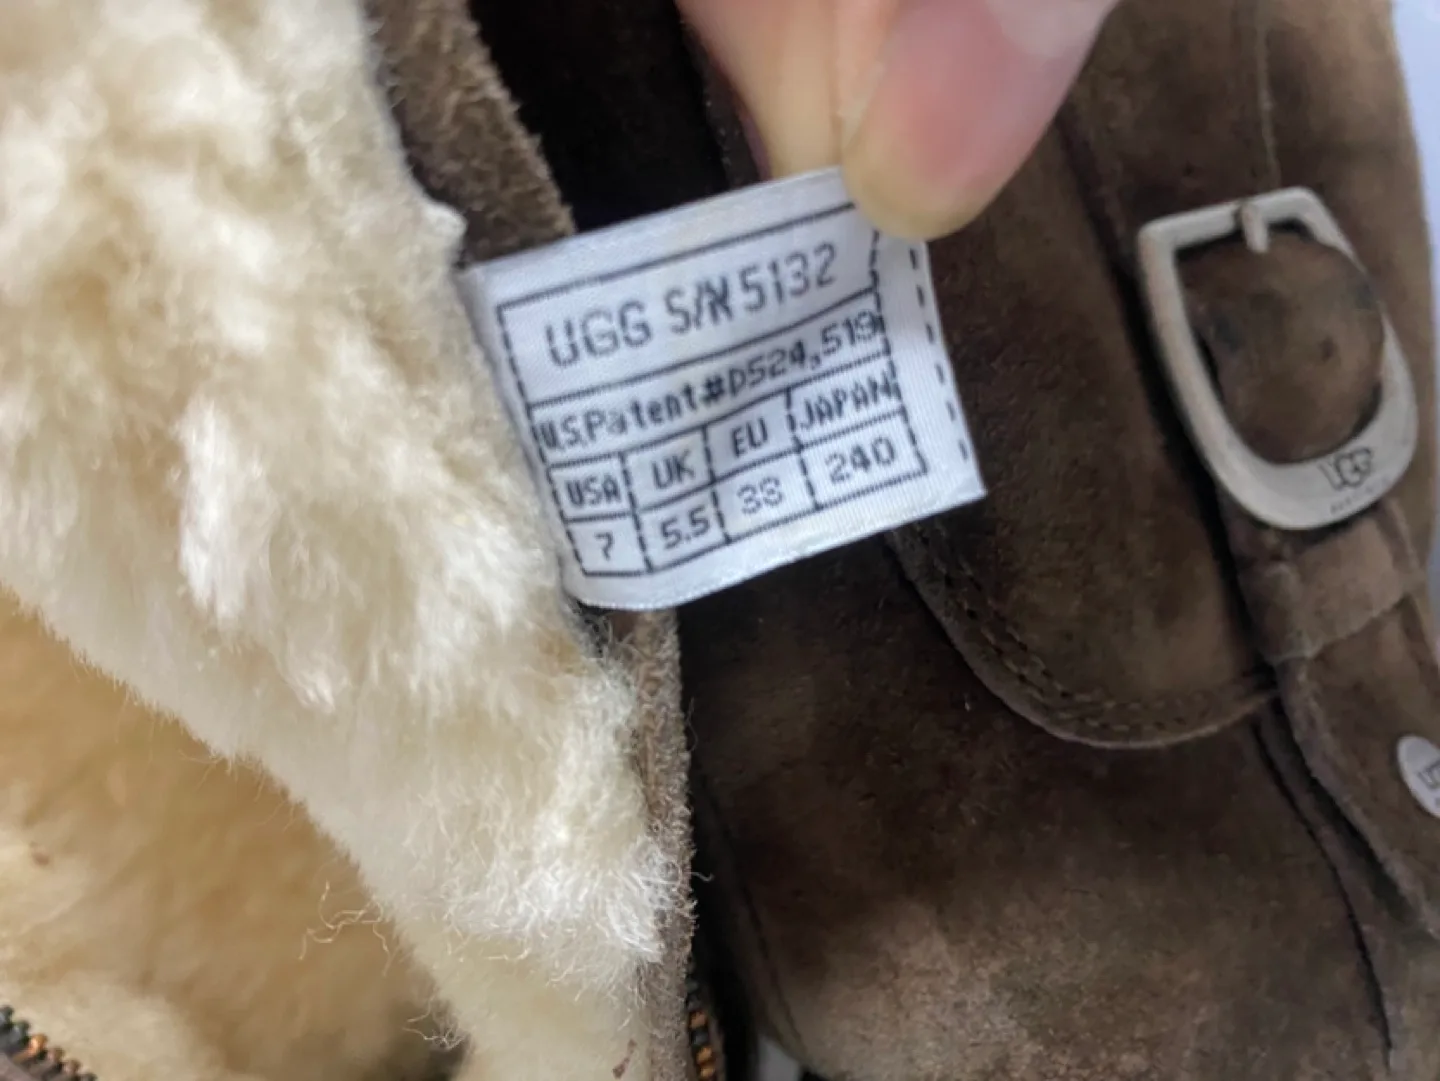 UGG S/N 5132
U.S.Patent#D524,519
USA UK EU JAPAN
7 5.5 38 240
UGG